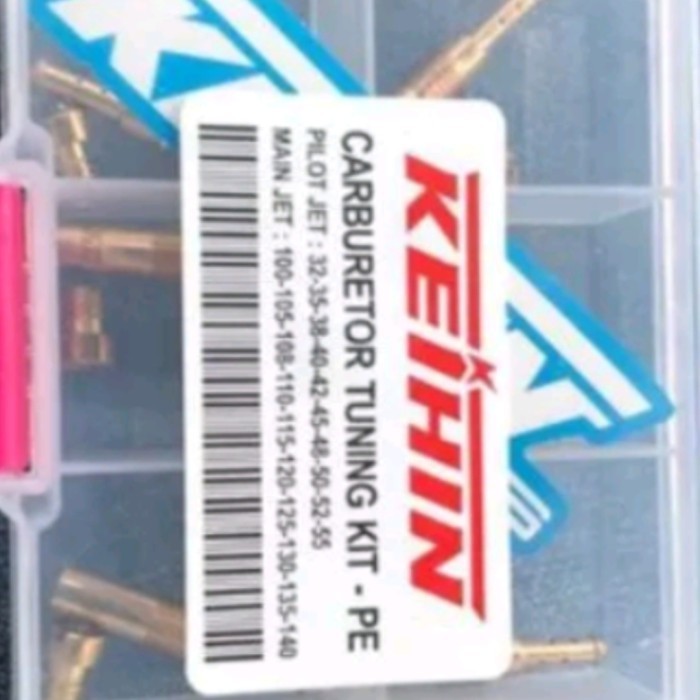 KEIHIN
CARBURETOR TUNING KIT - PE
PILOT JET : 32-35-38-40-42-45-48-50-52-55
MAIN JET : 100-105-108-110-115-120-125-130-135-140